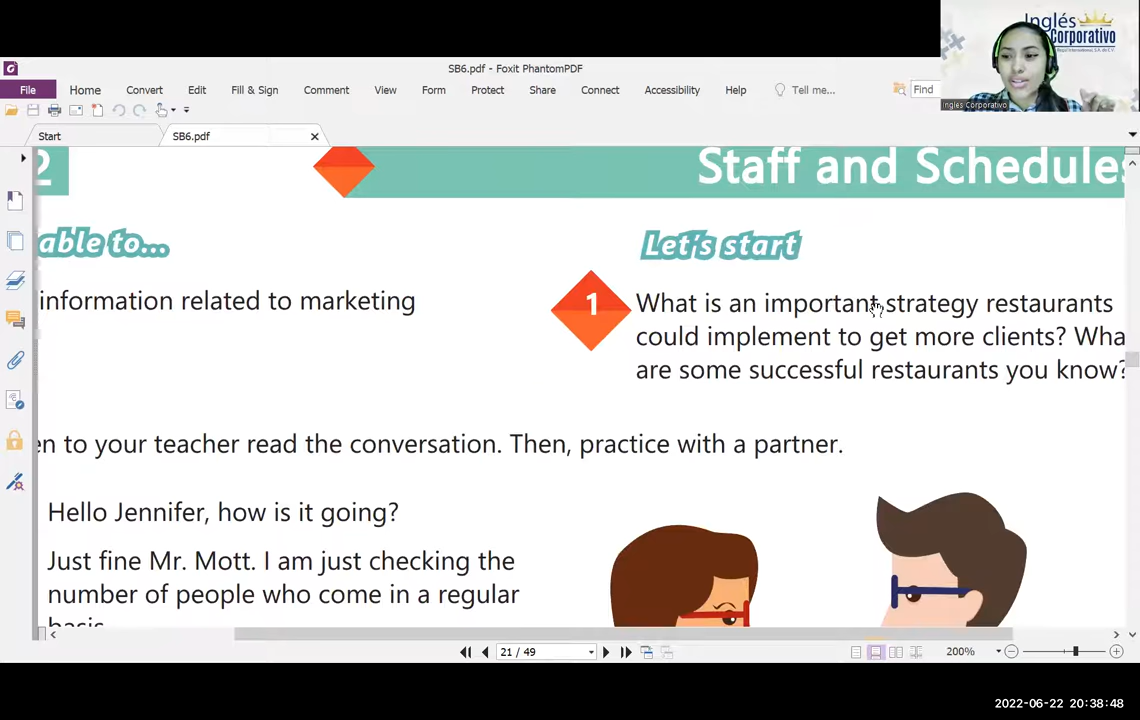 SB6.pdf - Foxit PhantomPDF
Inglés
Corporativo
Inglés Corporativo
File Home Convert Edit Fill & Sign Comment View Form Protect Share Connect Accessibility Help Tell me... Find
Start SB6.pdf
2 Staff and Schedules
able to...
Let's start
information related to marketing
1
What is an important strategy restaurants
could implement to get more clients? Wha
are some successful restaurants you know?
en to your teacher read the conversation. Then, practice with a partner.
Hello Jennifer, how is it going?
Just fine Mr. Mott. I am just checking the
number of people who come in a regular
basis
21 / 49
200%
2022-06-22 20:38:48